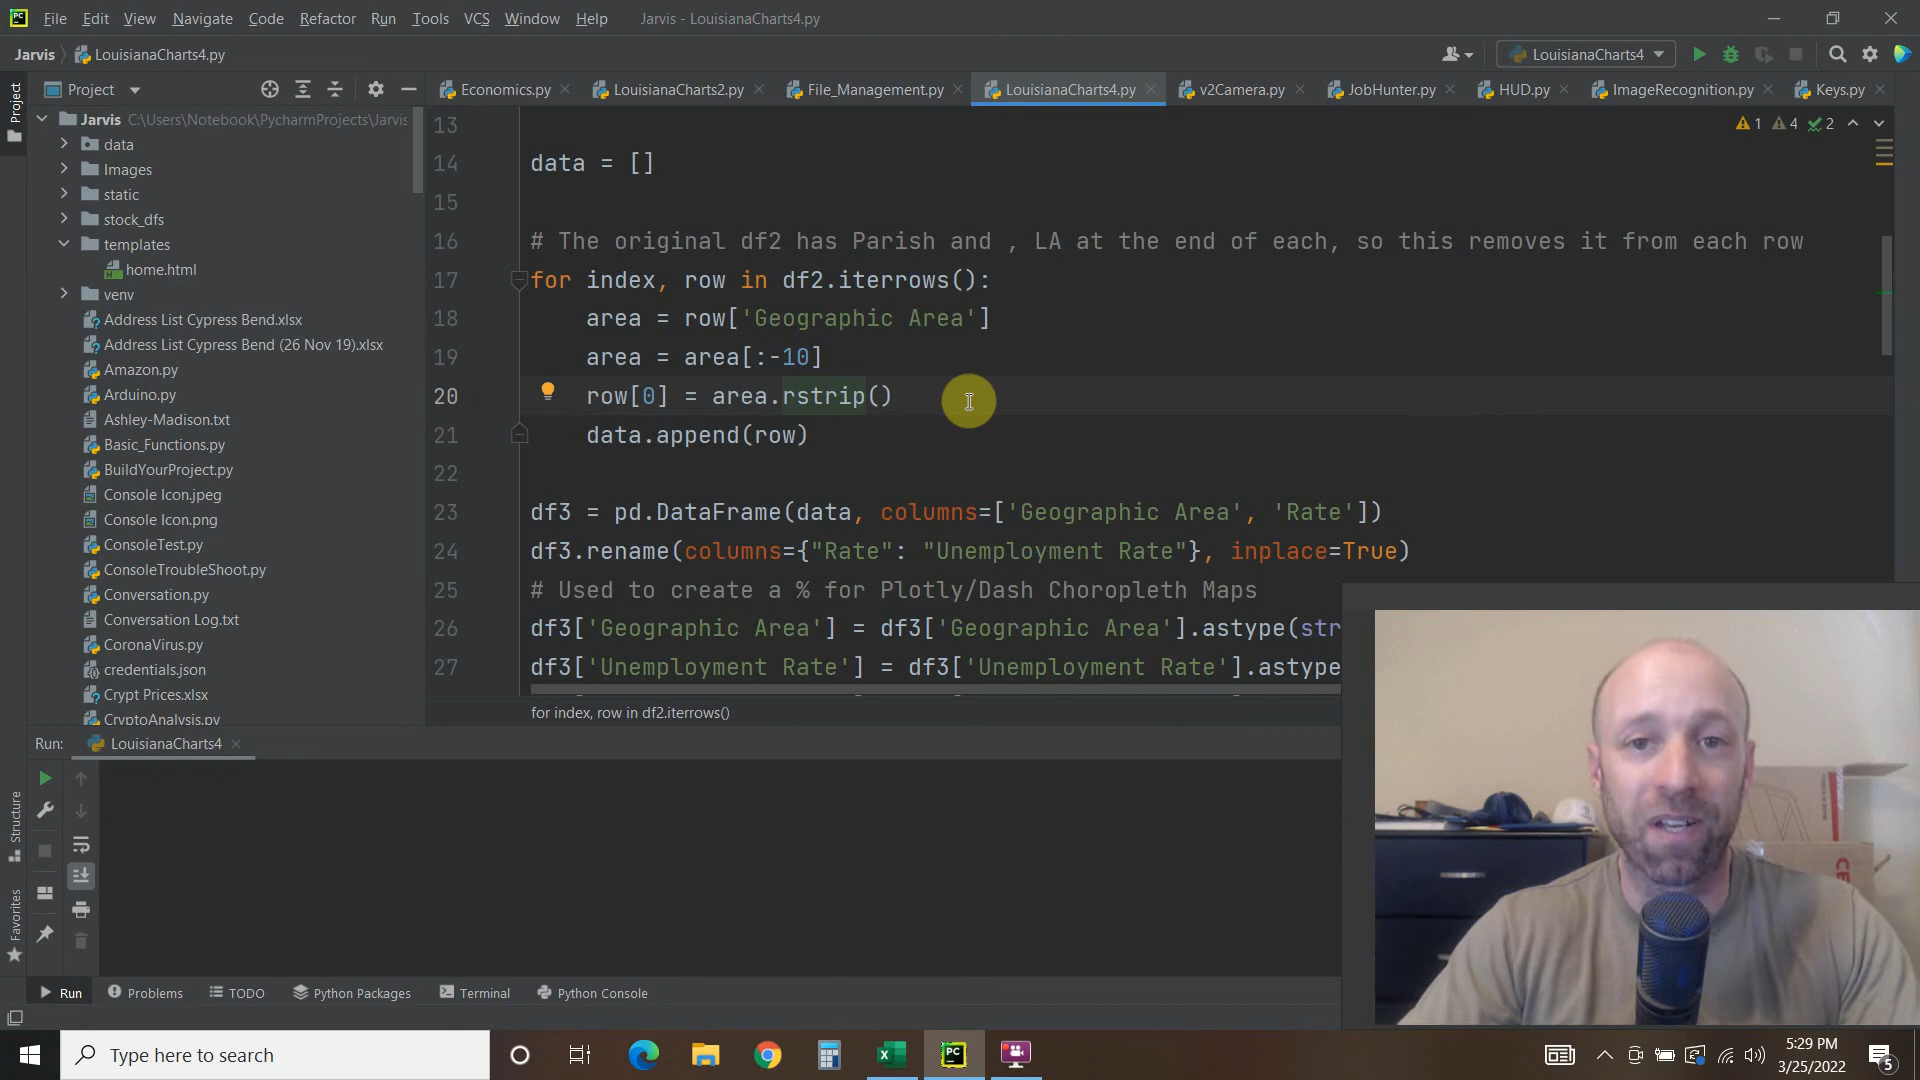 PC File Edit View Navigate Code Refactor Run Tools VCS Window Help Jarvis - LouisianaCharts4.py
Jarvis LouisianaCharts4.py LouisianaCharts4
Project Economics.py LouisianaCharts2.py File_Management.py LouisianaCharts4.py v2Camera.py JobHunter.py HUD.py ImageRecognition.py Keys.py
Project
Structure
Favorites
Jarvis C:\Users\Notebook\PycharmProjects\Jarvis
data
Images
static
stock_dfs
templates
home.html
venv
Address List Cypress Bend.xlsx
Address List Cypress Bend (26 Nov 19).xlsx
Amazon.py
Arduino.py
Ashley-Madison.txt
Basic_Functions.py
BuildYourProject.py
Console Icon.jpeg
Console Icon.png
ConsoleTest.py
ConsoleTroubleShoot.py
Conversation.py
Conversation Log.txt
CoronaVirus.py
credentials.json
Crypt Prices.xlsx
CryptoAnalysis.py
1 4 2
13
14 data = []
15
16 # The original df2 has Parish and , LA at the end of each, so this removes it from each row
17 for index, row in df2.iterrows():
18 area = row['Geographic Area']
19 area = area[:-10]
20 row[0] = area.rstrip()
21 data.append(row)
22
23 df3 = pd.DataFrame(data, columns=['Geographic Area', 'Rate'])
24 df3.rename(columns={"Rate": "Unemployment Rate"}, inplace=True)
25 # Used to create a % for Plotly/Dash Choropleth Maps
26 df3['Geographic Area'] = df3['Geographic Area'].astype(str
27 df3['Unemployment Rate'] = df3['Unemployment Rate'].astype
for index, row in df2.iterrows()
Run: LouisianaCharts4
Run Problems TODO Python Packages Terminal Python Console
Type here to search
PC
5:29 PM
3/25/2022
5